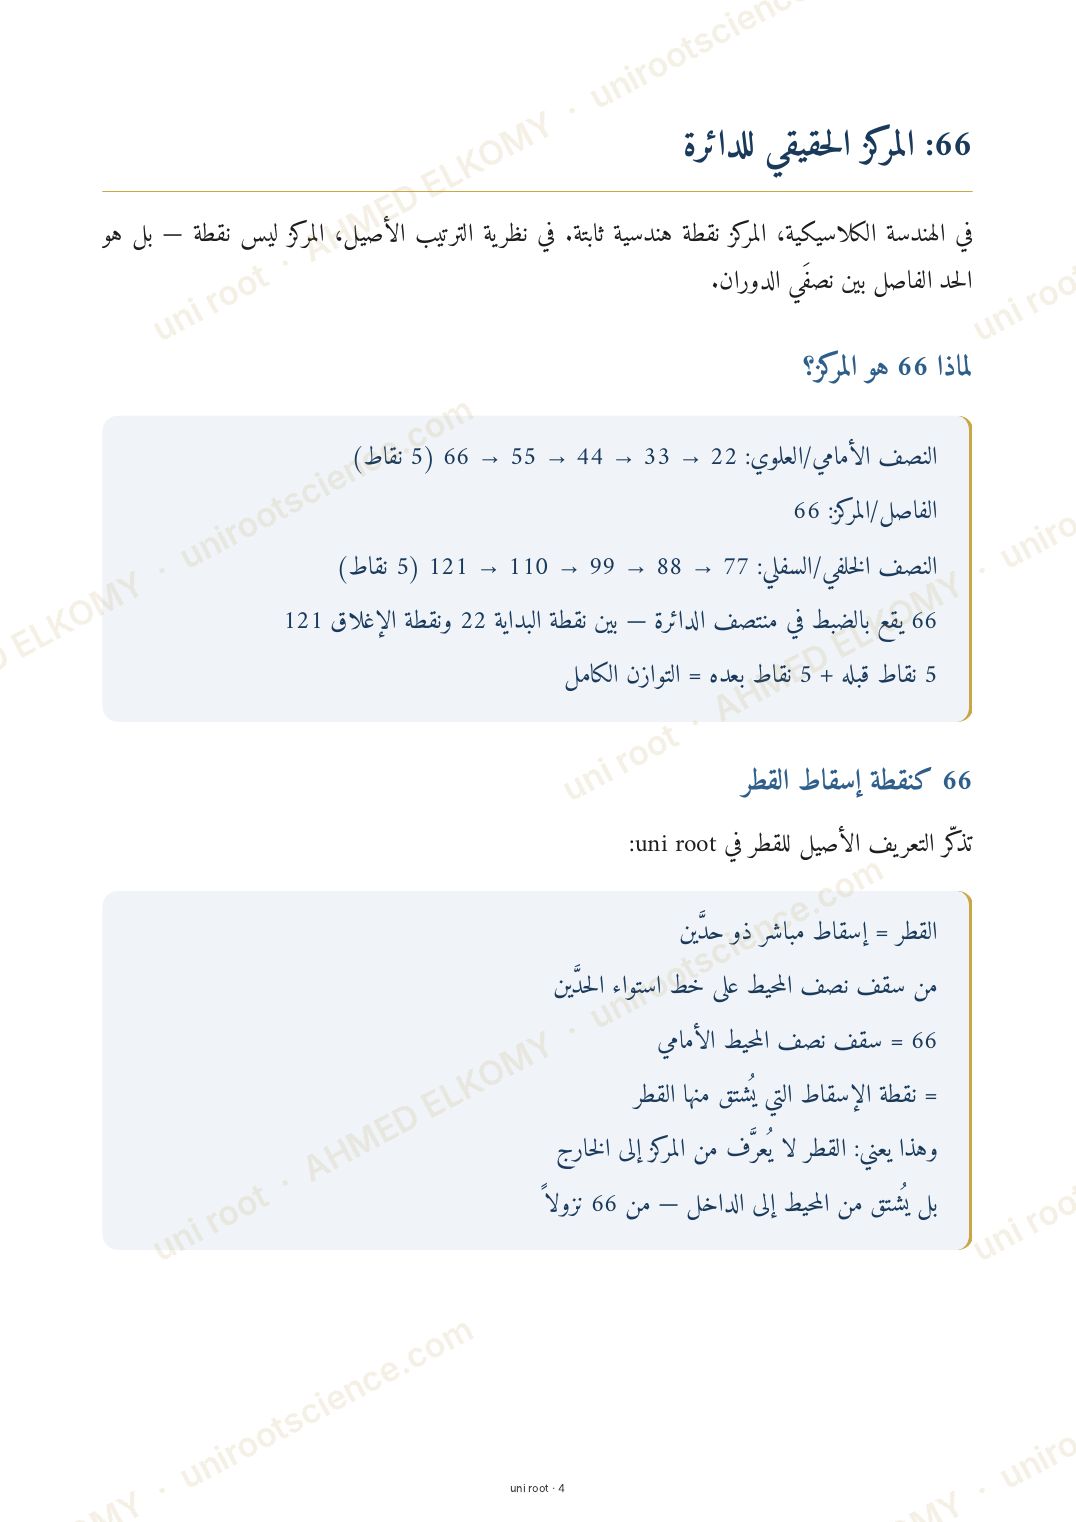 66: المركز الحقيقي للدائرة
في الهندسة الكلاسيكية، المركز نقطة هندسية ثابتة. في نظرية الترتيب الأصيل، المركز ليس نقطة — بل هو
الحد الفاصل بين نصفَي الدوران.
لماذا 66 هو المركز؟
النصف الأمامي/العلوي: 22 → 33 → 44 → 55 → 66 (5 نقاط)
الفاصل/المركز: 66
النصف الخلفي/السفلي: 77 → 88 → 99 → 110 → 121 (5 نقاط)
66 يقع بالضبط في منتصف الدائرة — بين نقطة البداية 22 ونقطة الإغلاق 121
5 نقاط قبله + 5 نقاط بعده = التوازن الكامل
66 كنقطة إسقاط القطر
تذكّر التعريف الأصيل للقطر في uni root:
القطر = إسقاط مباشر ذو حدَّين
من سقف نصف المحيط على خط استواء الحدَّين
66 = سقف نصف المحيط الأمامي
= نقطة الإسقاط التي يُشتق منها القطر
وهذا يعني: القطر لا يُعرَّف من المركز إلى الخارج
بل يُشتق من المحيط إلى الداخل — من 66 نزولاً
uni root · 4
uni root · AHMED ELKOMY · unirootscience.com